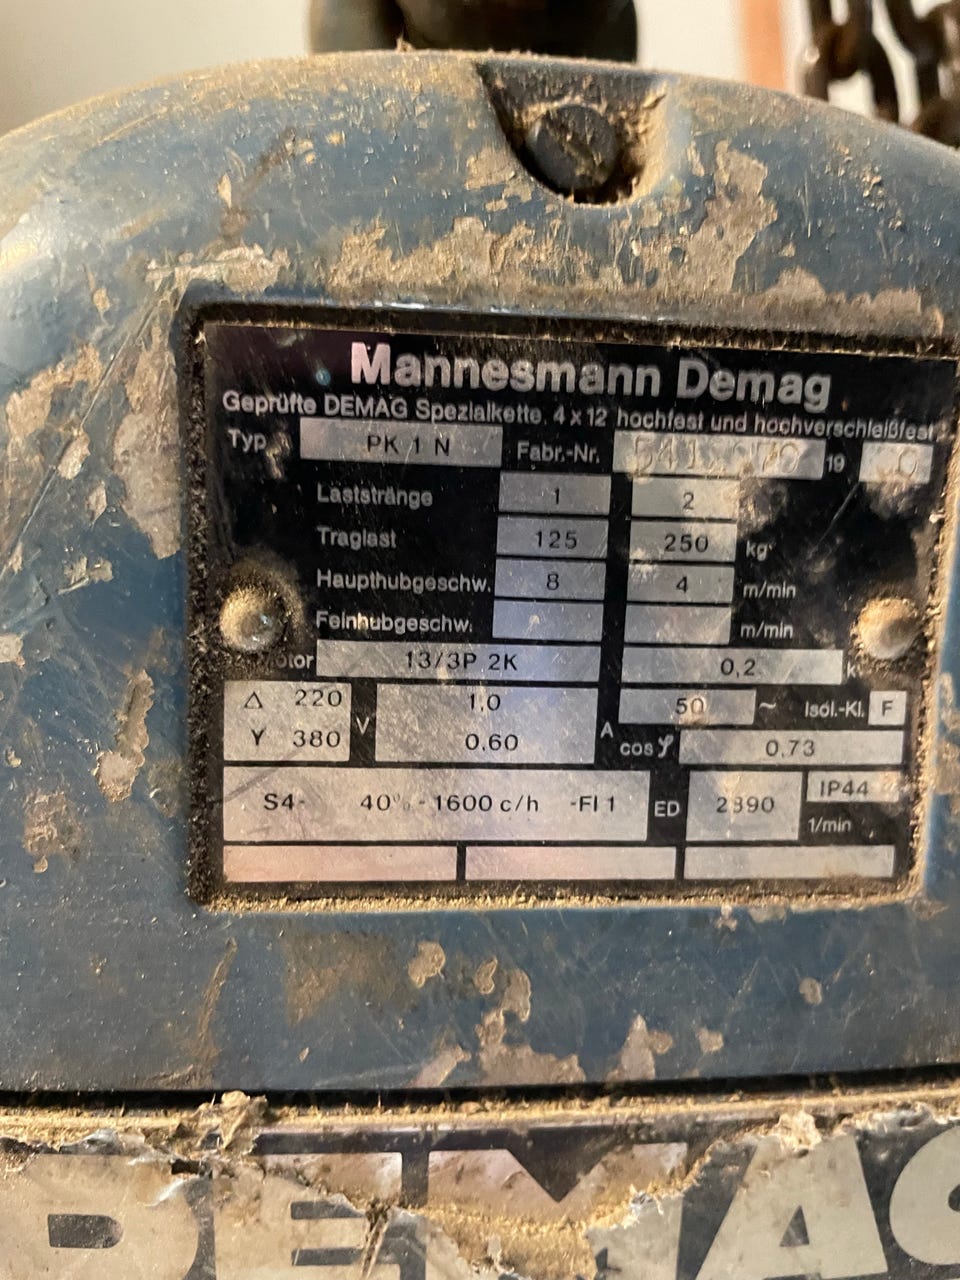 Mannesmann Demag
Geprüfte DEMAG Spezialkette. 4 x 12 hochfest und hochverschleißfest
Typ PK 1 N Fabr.-Nr. 19
Laststränge 1 2
Traglast 125 250 kg
Haupthubgeschw. 8 4 m/min
Feinhubgeschw. m/min
13/3P 2K 0,2
Δ 220 V 1,0 A 50 ~ Isol.-Kl. F
Y 380 0,60 cos φ 0,73
S4- 40% - 1600 c/h -FI 1 ED 2890 IP44
1/min
DEMAG